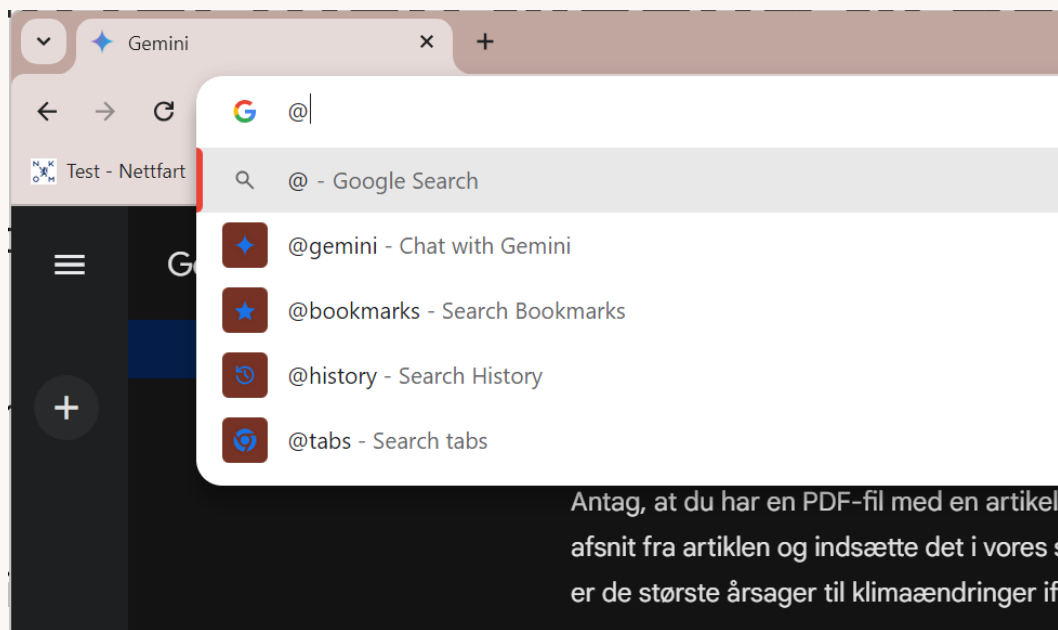 Gemini
@
Test - Nettfart
@ - Google Search
@gemini - Chat with Gemini
@bookmarks - Search Bookmarks
@history - Search History
@tabs - Search tabs
Antag, at du har en PDF-fil med en artikel
afsnit fra artiklen og indsætte det i vores
er de største årsager til klimaændringer